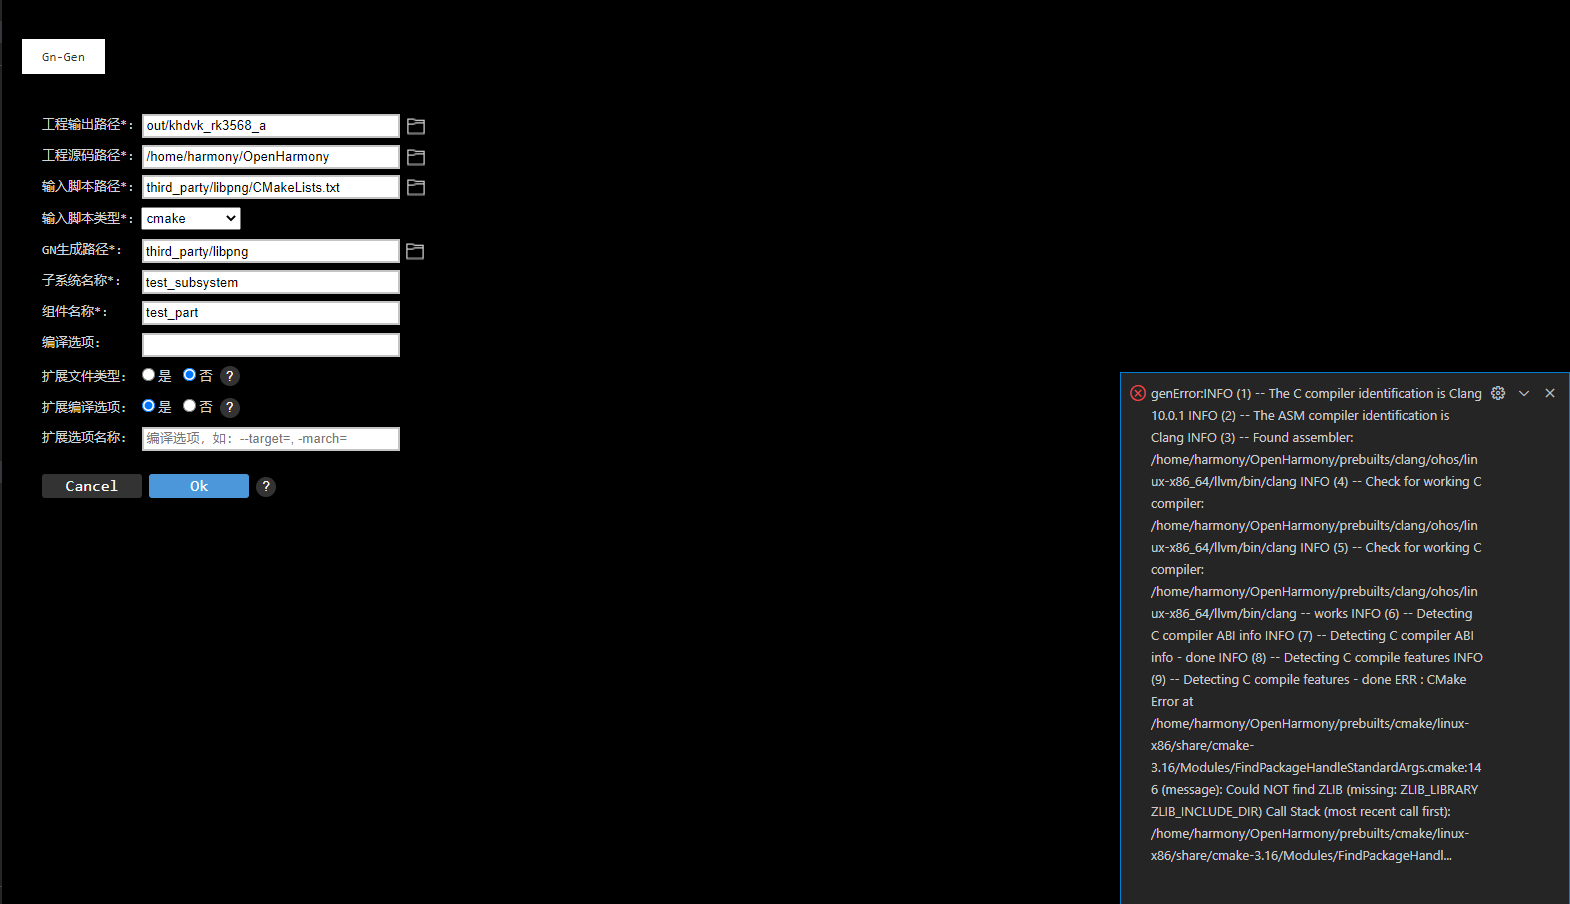 Gn-Gen
工程输出路径*: out/khdvk_rk3568_a
工程源码路径*: /home/harmony/OpenHarmony
输入脚本路径*: third_party/libpng/CMakeLists.txt
输入脚本类型*: cmake
GN生成路径*: third_party/libpng
子系统名称*: test_subsystem
组件名称*: test_part
编译选项:
扩展文件类型: 是 否 ?
扩展编译选项: 是 否 ?
扩展选项名称: 编译选项，如：--target=, -march=
Cancel Ok ?
genError:INFO (1) -- The C compiler identification is Clang
10.0.1 INFO (2) -- The ASM compiler identification is
Clang INFO (3) -- Found assembler:
/home/harmony/OpenHarmony/prebuilts/clang/ohos/lin
ux-x86_64/llvm/bin/clang INFO (4) -- Check for working C
compiler:
/home/harmony/OpenHarmony/prebuilts/clang/ohos/lin
ux-x86_64/llvm/bin/clang INFO (5) -- Check for working C
compiler:
/home/harmony/OpenHarmony/prebuilts/clang/ohos/lin
ux-x86_64/llvm/bin/clang -- works INFO (6) -- Detecting
C compiler ABI info INFO (7) -- Detecting C compiler ABI
info - done INFO (8) -- Detecting C compile features INFO
(9) -- Detecting C compile features - done ERR : CMake
Error at
/home/harmony/OpenHarmony/prebuilts/cmake/linux-
x86/share/cmake-
3.16/Modules/FindPackageHandleStandardArgs.cmake:14
6 (message): Could NOT find ZLIB (missing: ZLIB_LIBRARY
ZLIB_INCLUDE_DIR) Call Stack (most recent call first):
/home/harmony/OpenHarmony/prebuilts/cmake/linux-
x86/share/cmake-3.16/Modules/FindPackageHandl...